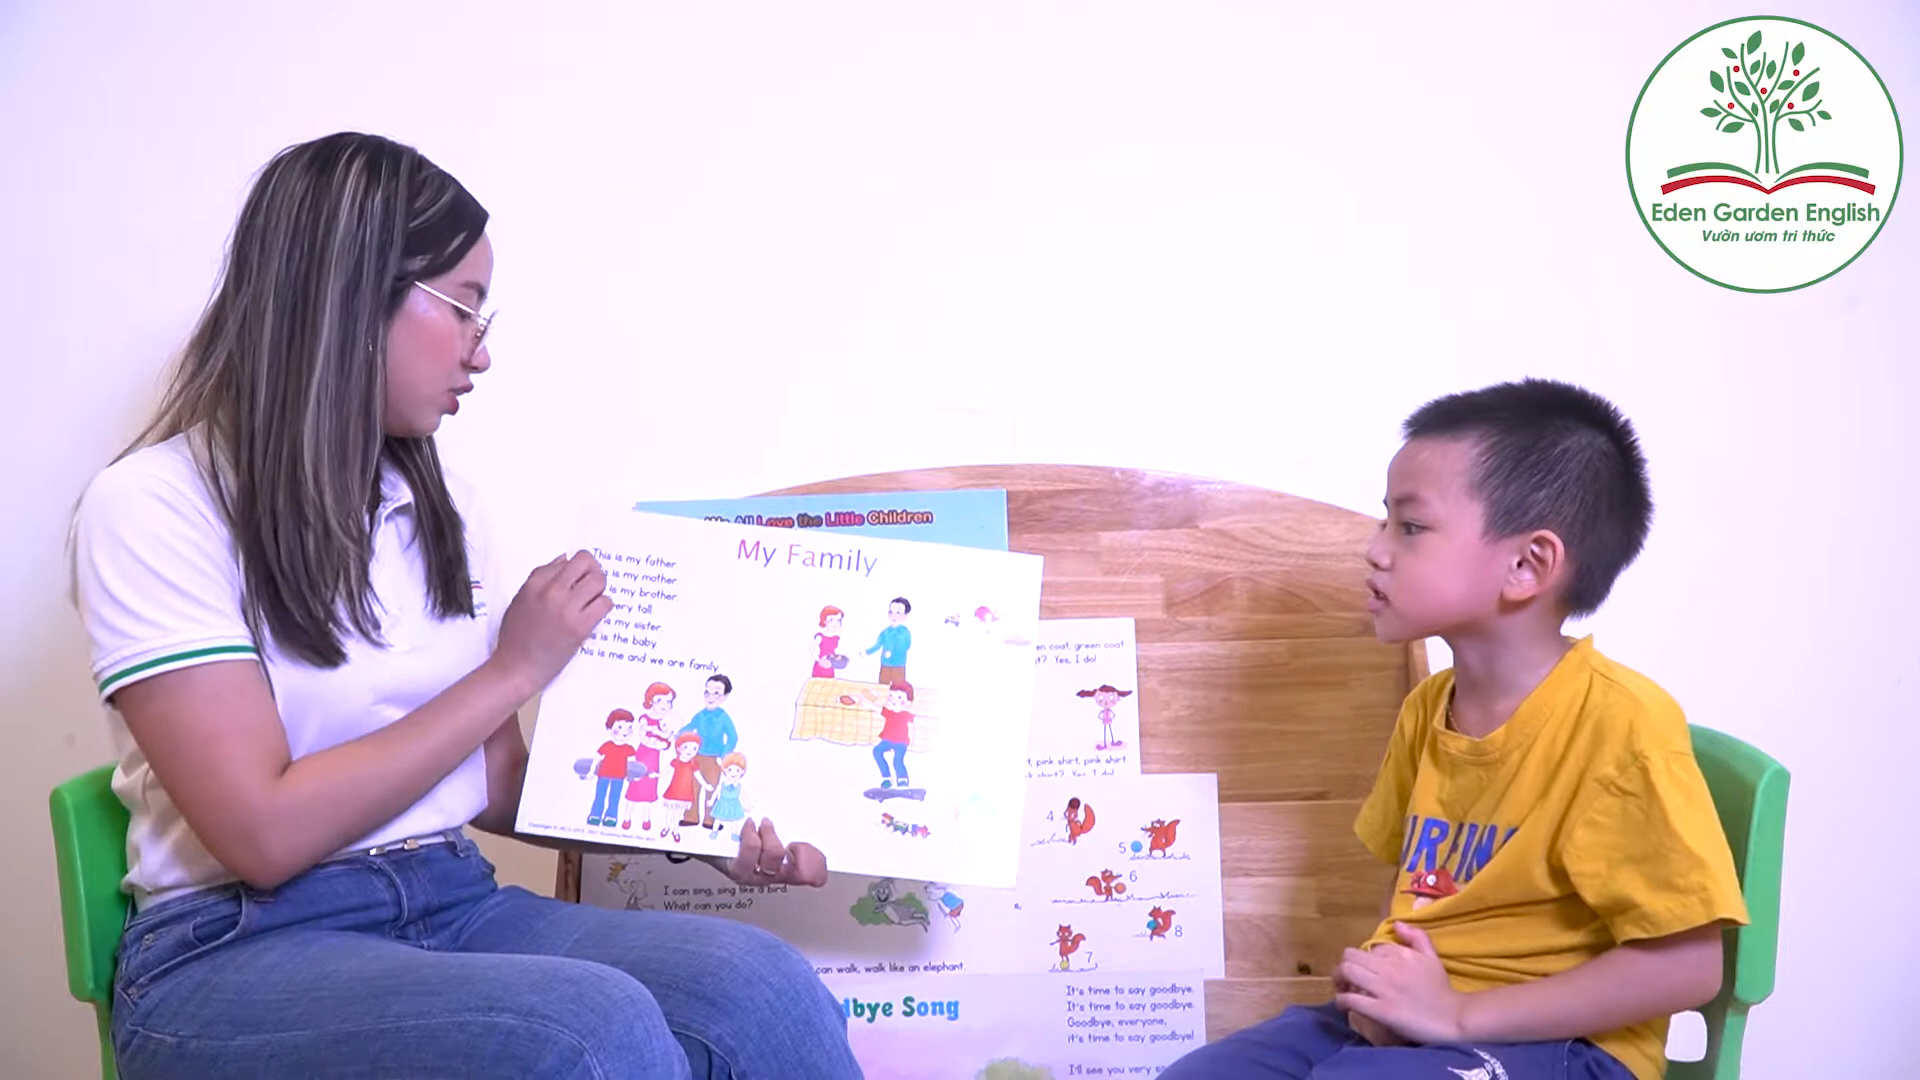 Eden Garden English
Vườn ươm tri thức
We All Love the Little Children
My Family
This is my father
is my mother
is my brother
very tall
is my sister
is the baby
This is me and we are family
green coat
Yes, I do!
pink shirt, pink shirt
Yes, I do!
4
5
6
7
8
I can sing, sing like a bird.
What can you do?
can walk, walk like an elephant.
Song
It's time to say goodbye.
It's time to say goodbye.
Goodbye, everyone,
it's time to say goodbye!
I'll see you very